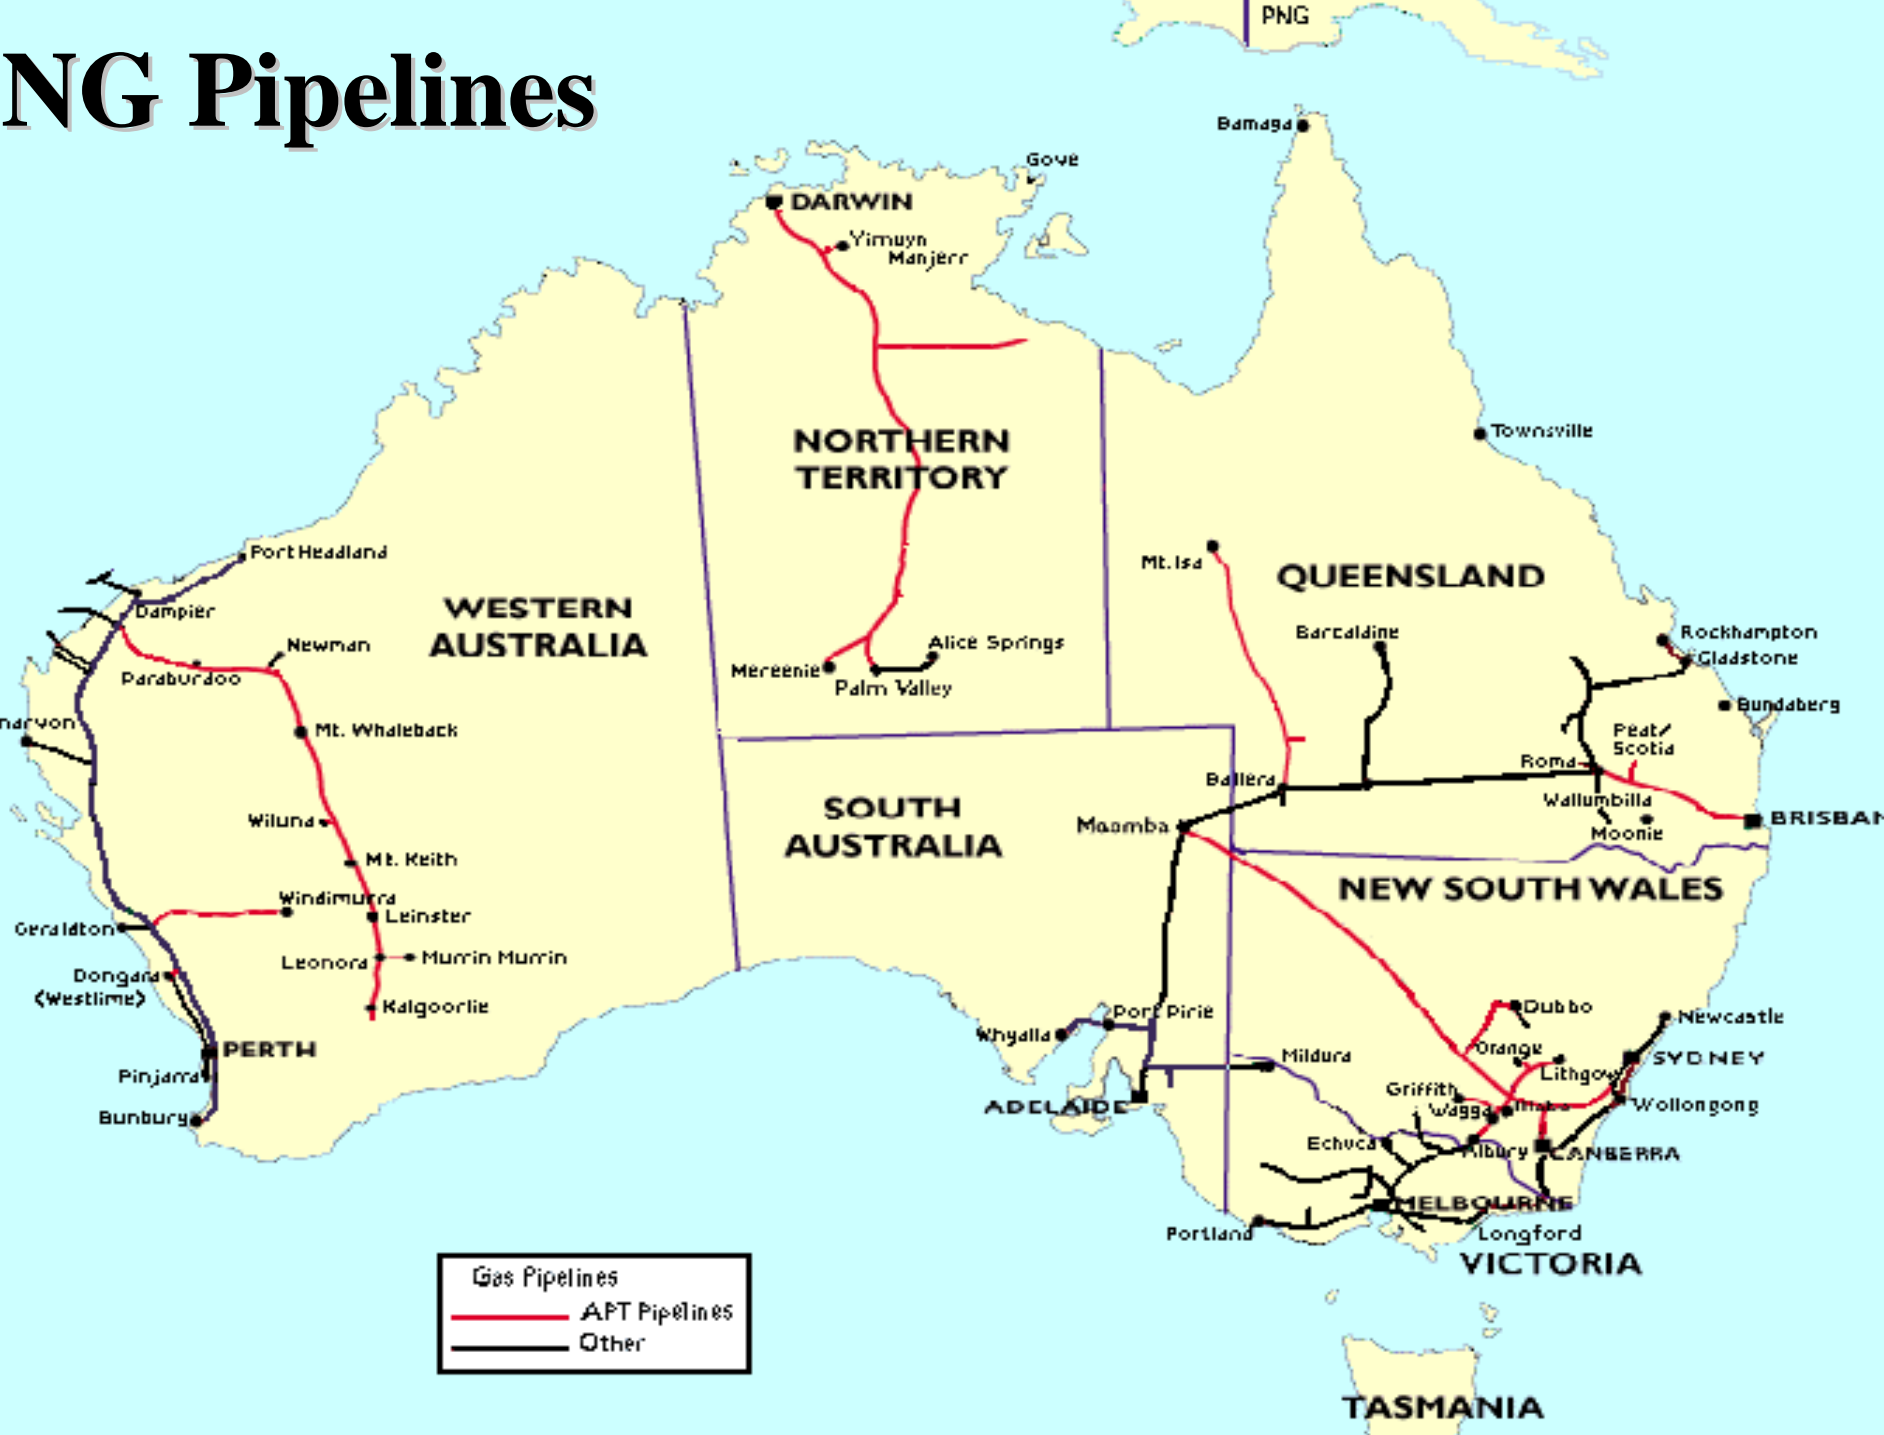 PNG
NG Pipelines
Bamaga
Gove
DARWIN
Yimuyn
Manjerr
Townsville
NORTHERN
TERRITORY
Port Headland
Mt. Isa
QUEENSLAND
Dampier
WESTERN
AUSTRALIA
Newman
Paraburdoo
Alice Springs
Mereenie
Palm Valley
Barcaldine
Rockhampton
Gladstone
Bundaberg
narvon
Mt. Whaleback
Peat/
Scotia
Roma
Ballera
Wallumbilla
Moonie
BRISBAN
Wiluna
SOUTH
AUSTRALIA
Moomba
Mt. Keith
NEW SOUTH WALES
Windimurra
Leinster
Geraldton
Leonora
Murrin Murrin
Dongara
(Westlime)
Kalgoorlie
Port Pirie
Whyalla
Dubbo
Newcastle
PERTH
Mildura
Orange
SYDNEY
Pinjarra
Lithgow
Griffith
Wagga
ADELAIDE
Wollongong
Bunbury
Echuca
Albury
CANBERRA
MELBOURNE
Portland
Longford
VICTORIA
Gas Pipelines
APT Pipelines
Other
TASMANIA